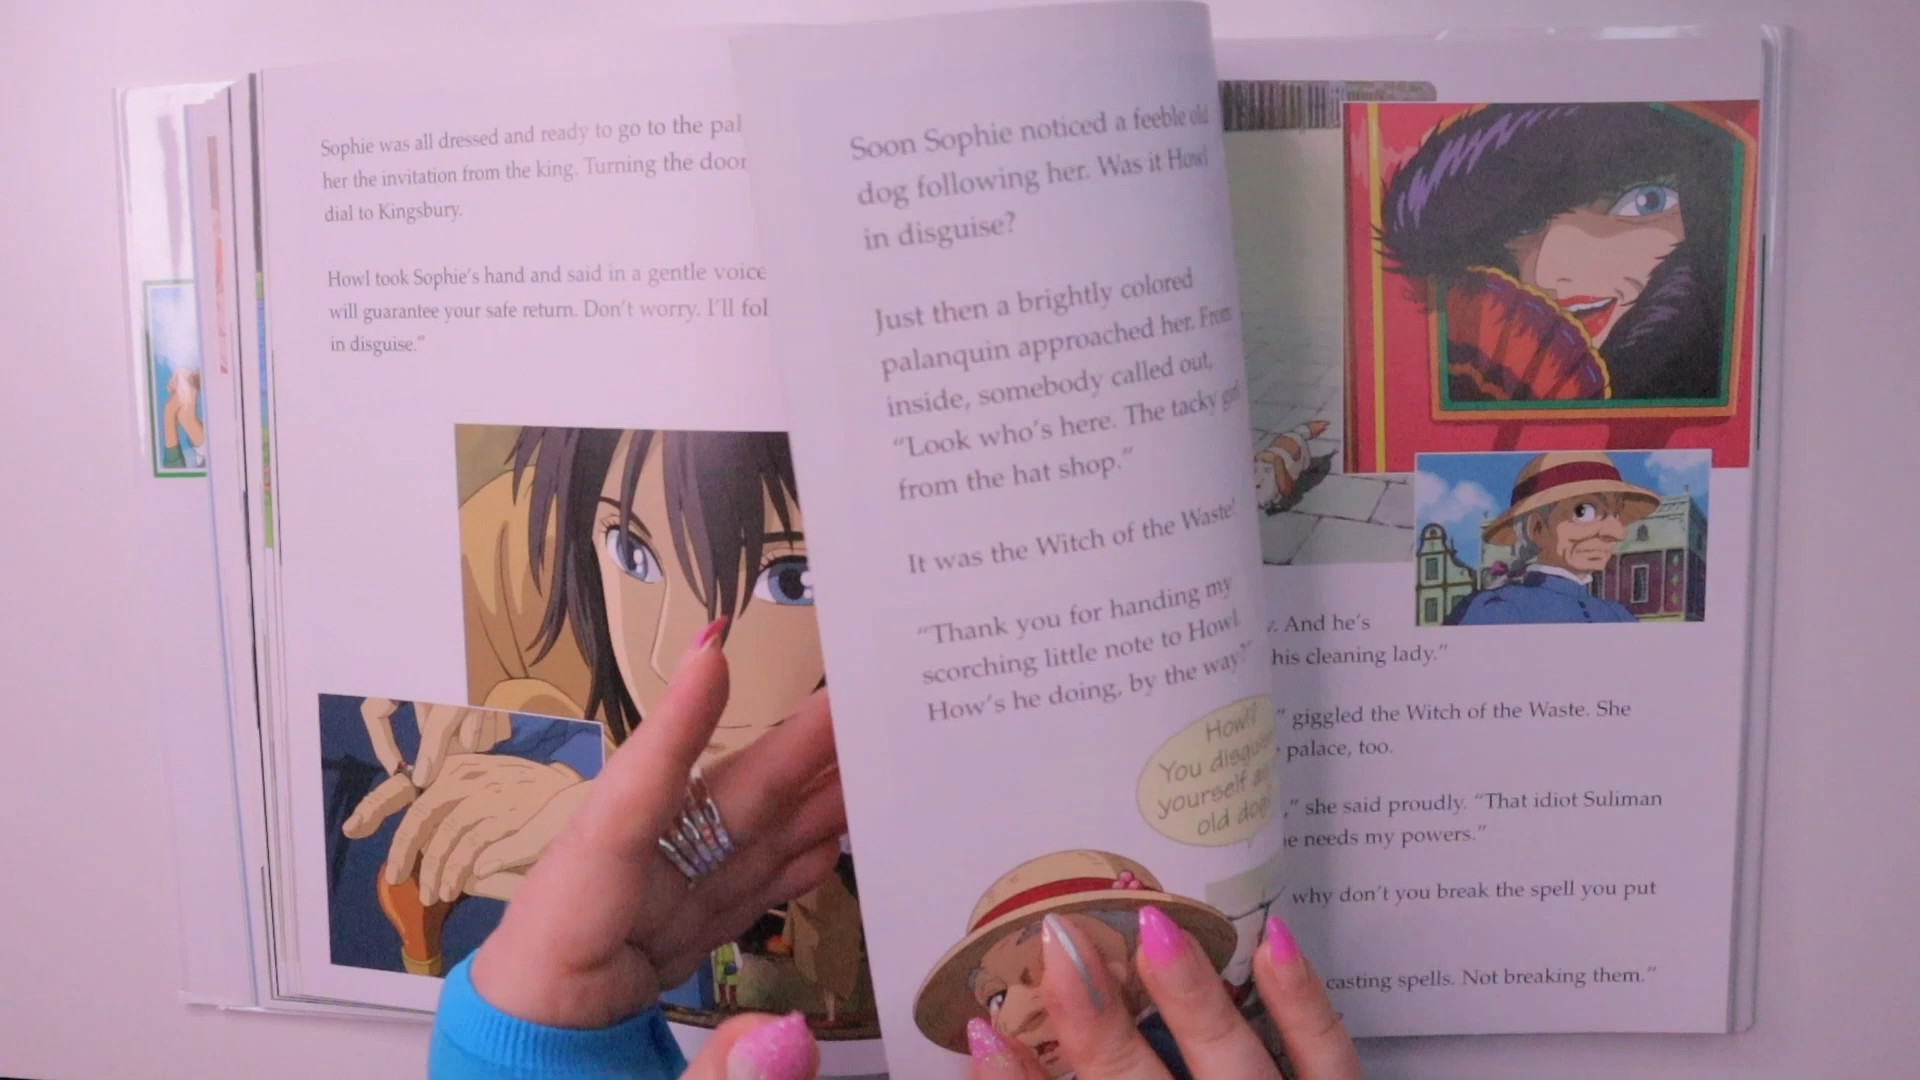 Sophie was all dressed and ready to go to the pal
her the invitation from the king. Turning the door
dial to Kingsbury.
Howl took Sophie's hand and said in a gentle voice
will guarantee your safe return. Don't worry. I'll fol
in disguise."
Soon Sophie noticed a feeble old
dog following her. Was it Howl
in disguise?
Just then a brightly colored
palanquin approached her. From
inside, somebody called out,
"Look who's here. The tacky girl
from the hat shop."
It was the Witch of the Waste!
"Thank you for handing my
scorching little note to Howl.
How's he doing, by the way?"
Howl?
You disguise
yourself as
old dog
. And he's
his cleaning lady."
" giggled the Witch of the Waste. She
palace, too.
," she said proudly. "That idiot Suliman
needs my powers."
why don't you break the spell you put
casting spells. Not breaking them."